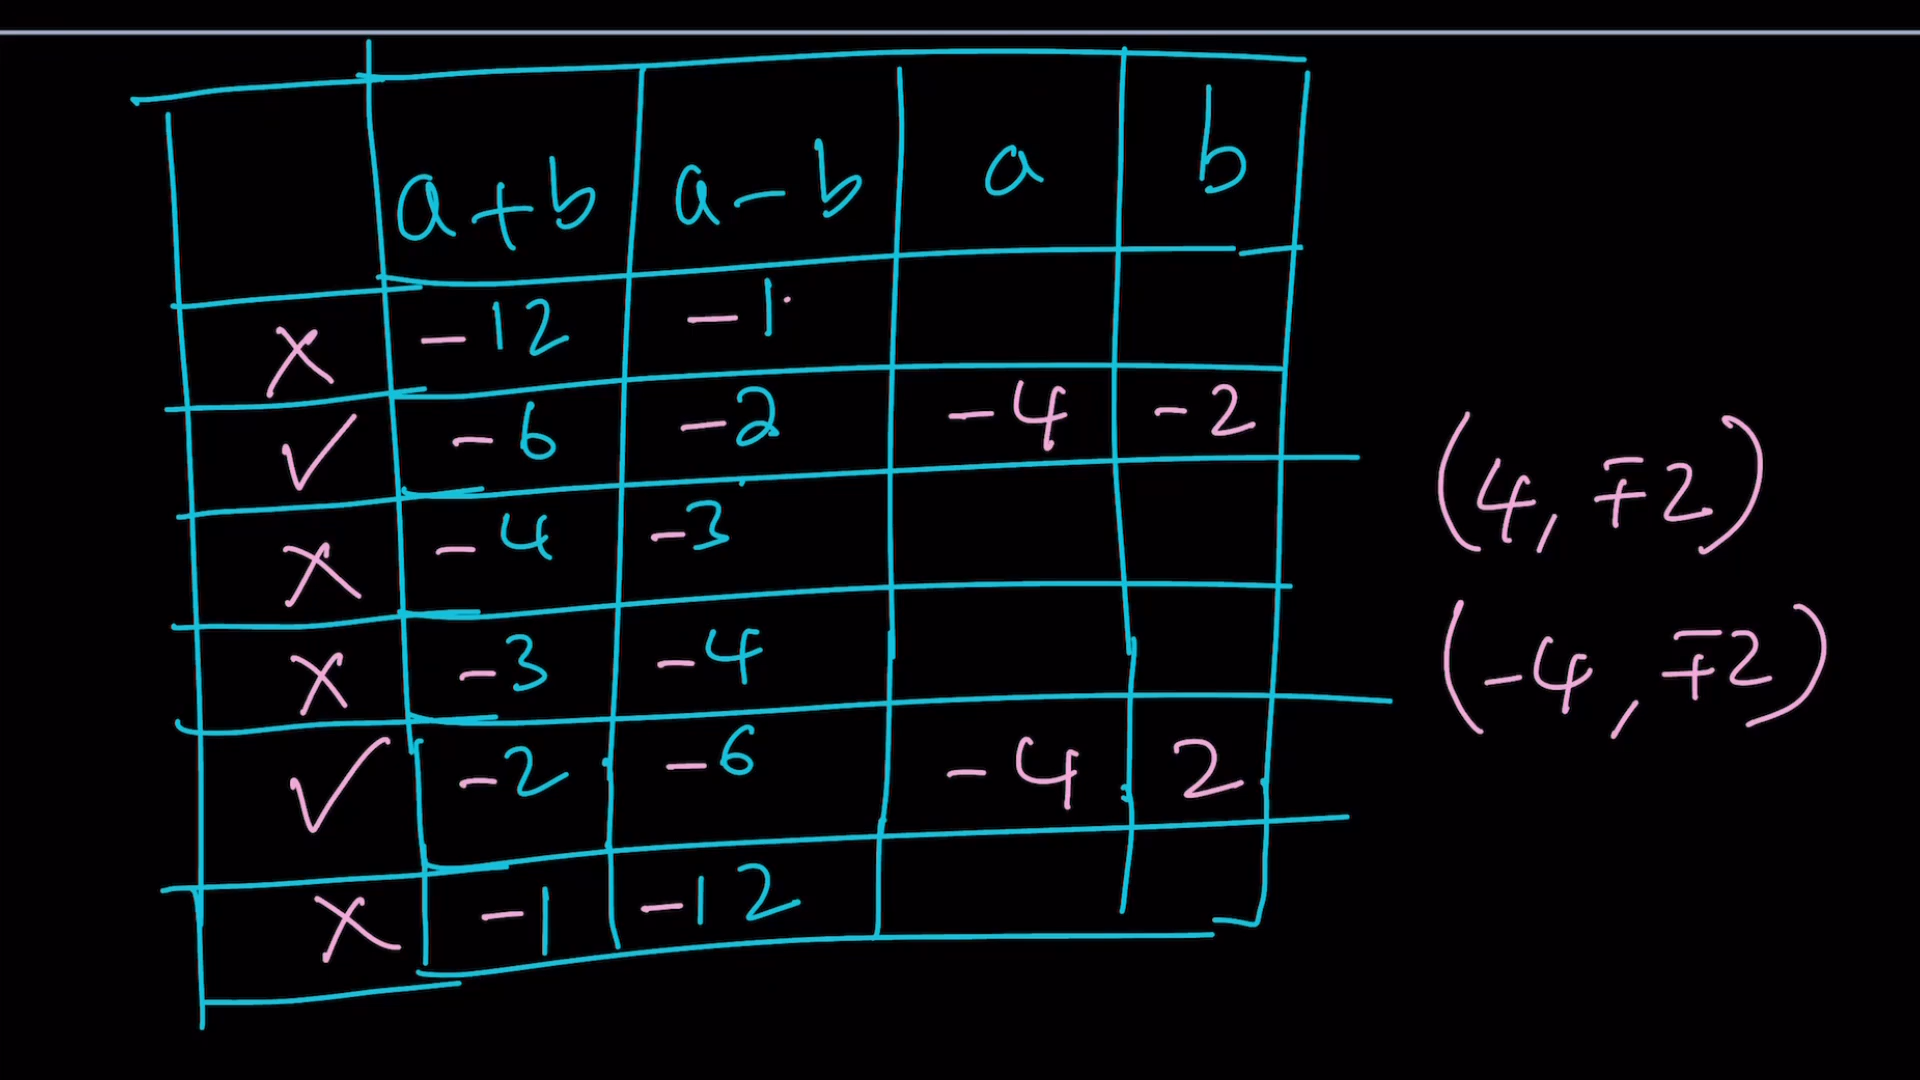 a+b a-b a b
x -12 -1
✓ -6 -2 -4 -2
x -4 -3
x -3 -4
✓ -2 -6 -4 2
x -1 -12
(4, ∓2)
(-4, ∓2)